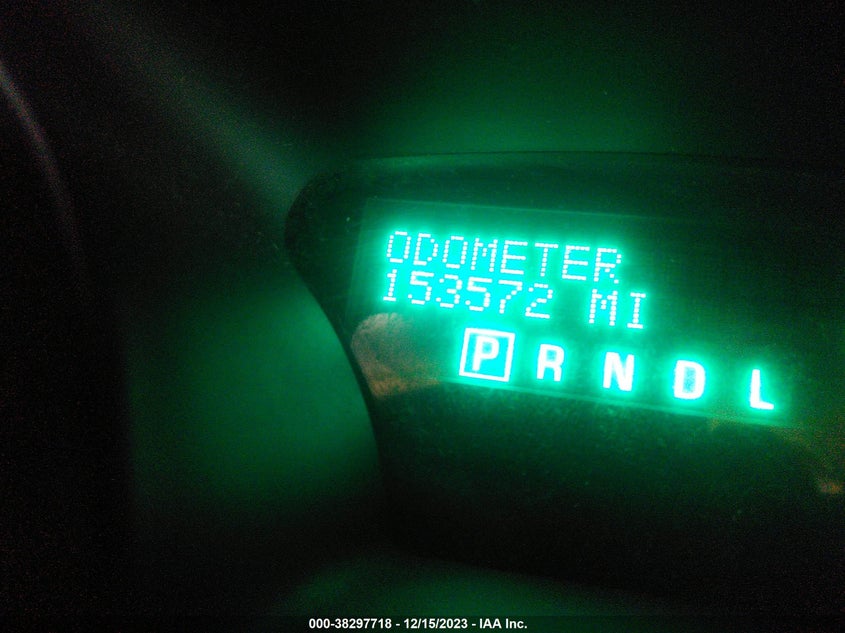 ODOMETER
153572 MI
P R N D L
000-38297718 - 12/15/2023 - IAA Inc.